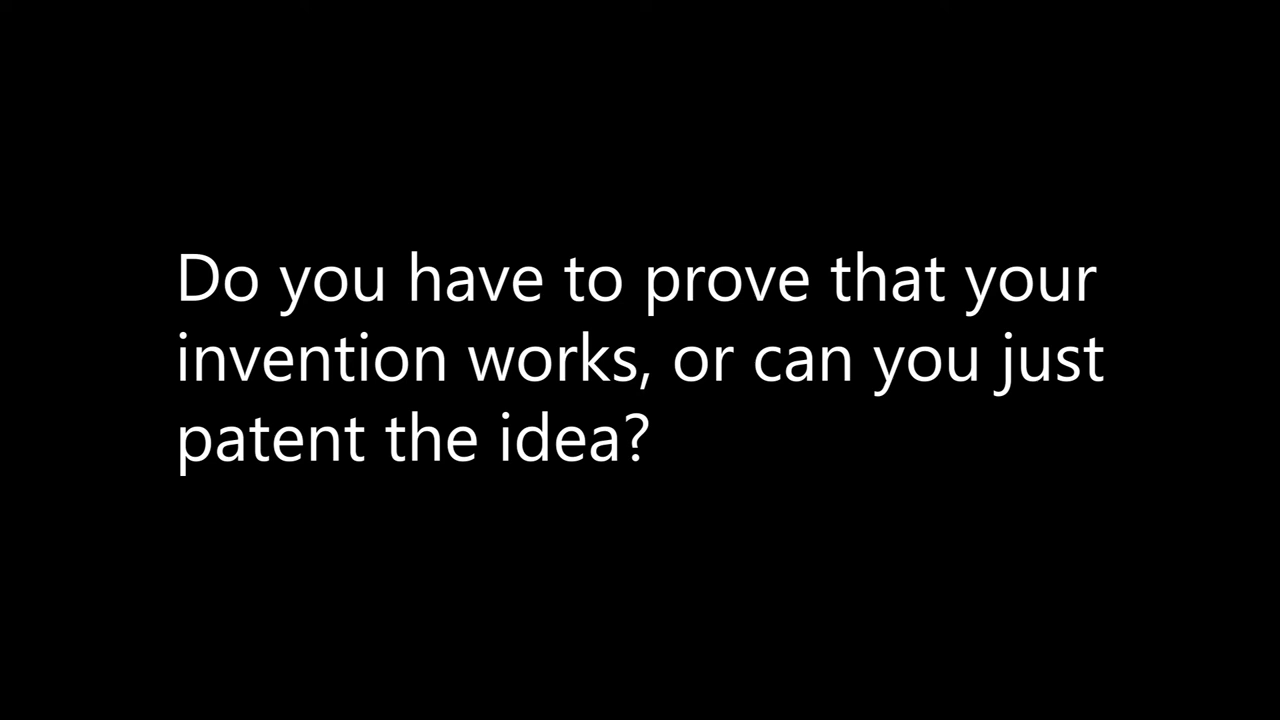 Do you have to prove that your
invention works, or can you just
patent the idea?